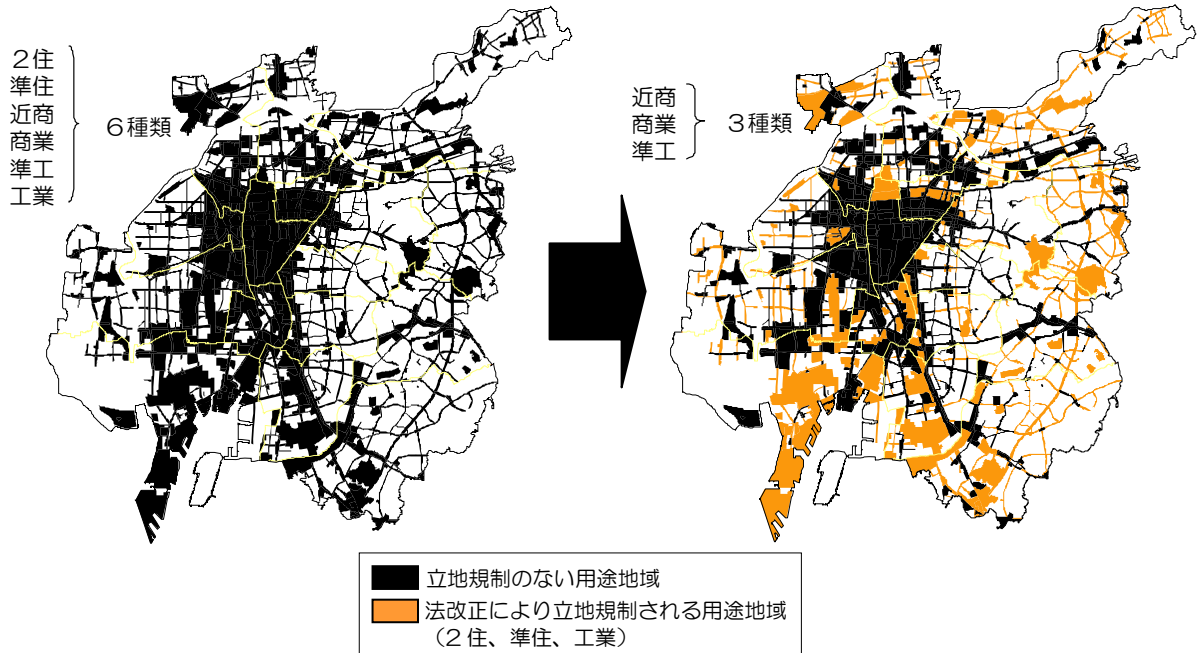 2住
準住
近商
商業
準工
工業
6種類
近商
商業
準工
3種類
立地規制のない用途地域
法改正により立地規制される用途地域
(2住、準住、工業)